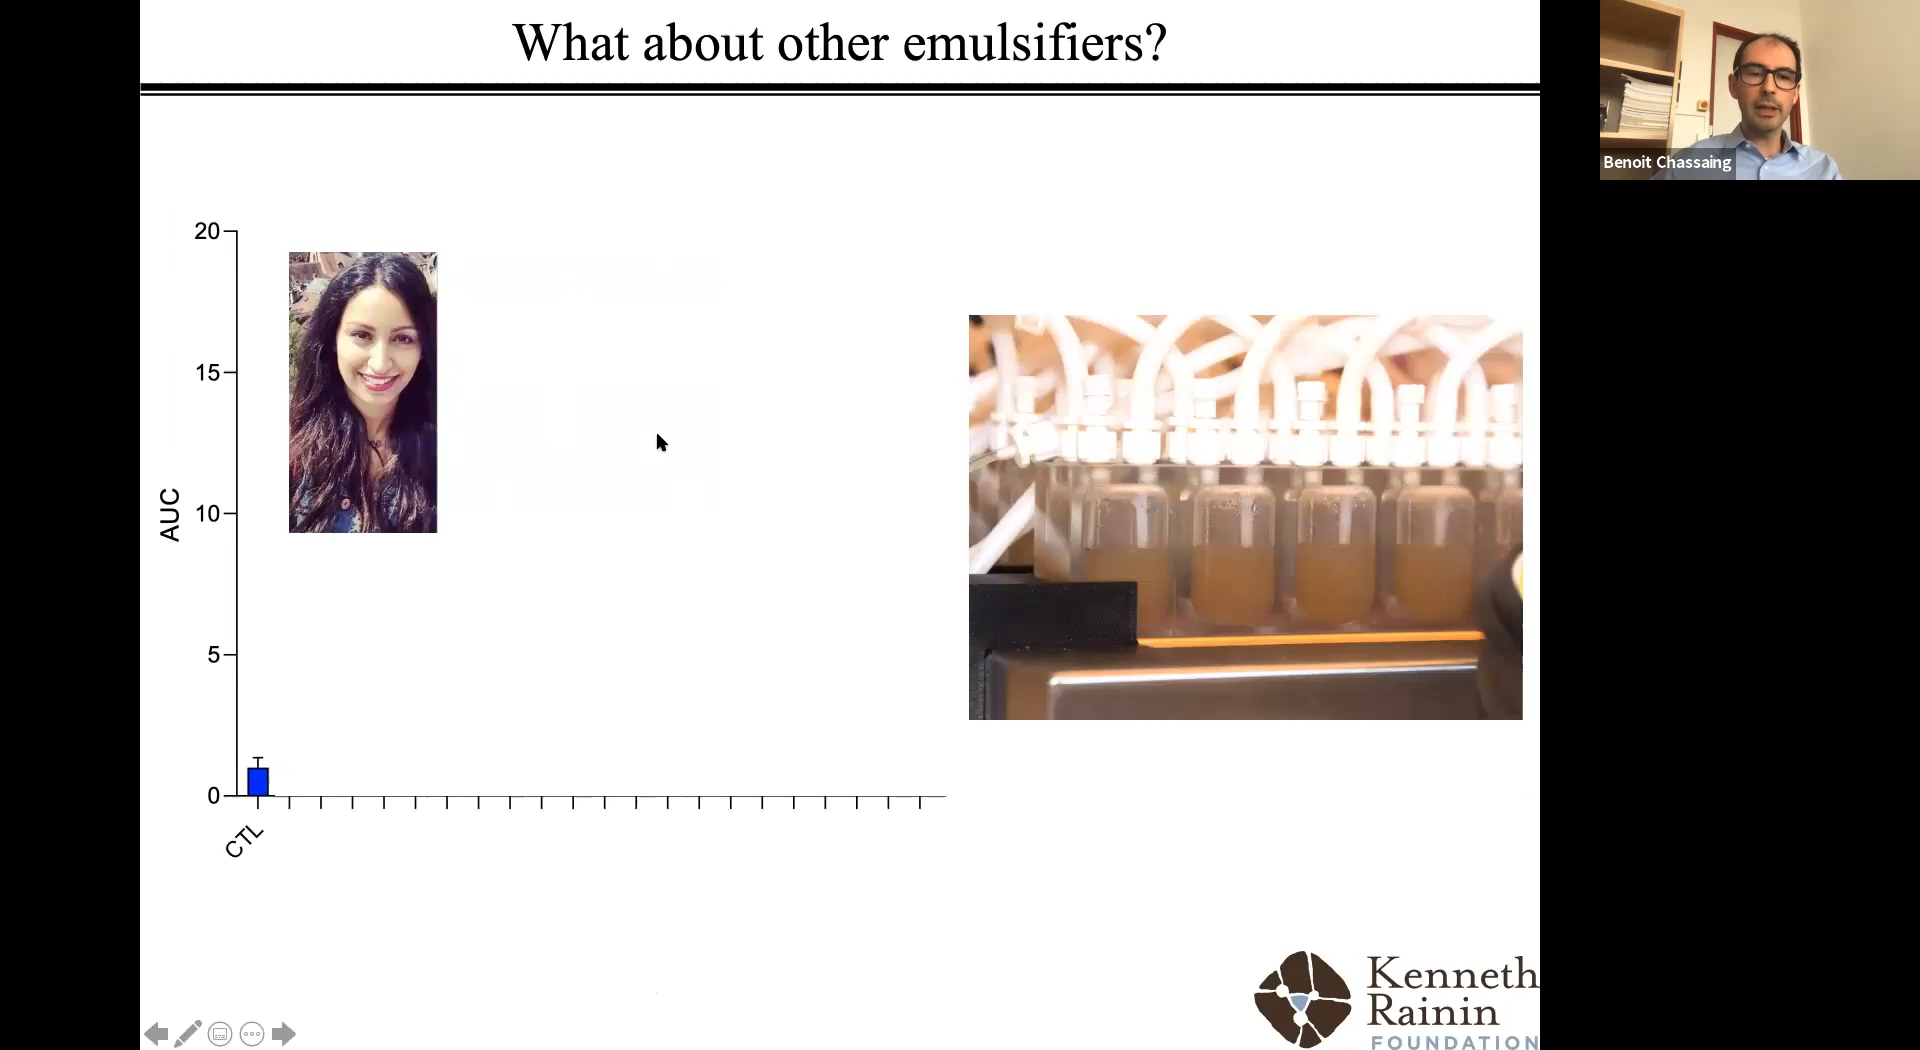 What about other emulsifiers?
Benoit Chassaing
20
15
10
5
0
AUC
CTL
Kenneth
Rainin
FOUNDATION